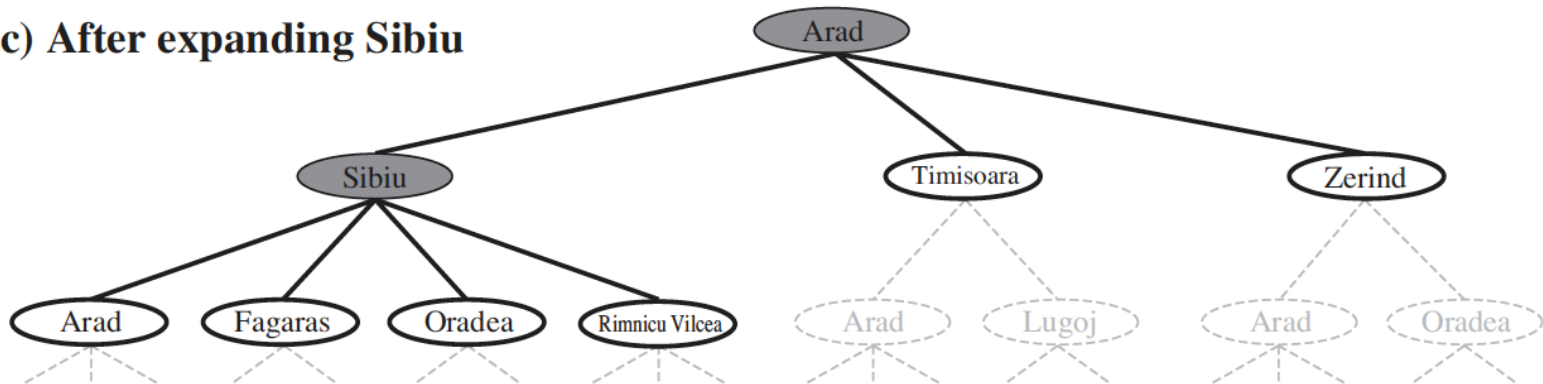 c) After expanding Sibiu
Arad
Sibiu
Timisoara
Zerind
Arad
Fagaras
Oradea
Rimnicu Vilcea
Arad
Lugoj
Arad
Oradea